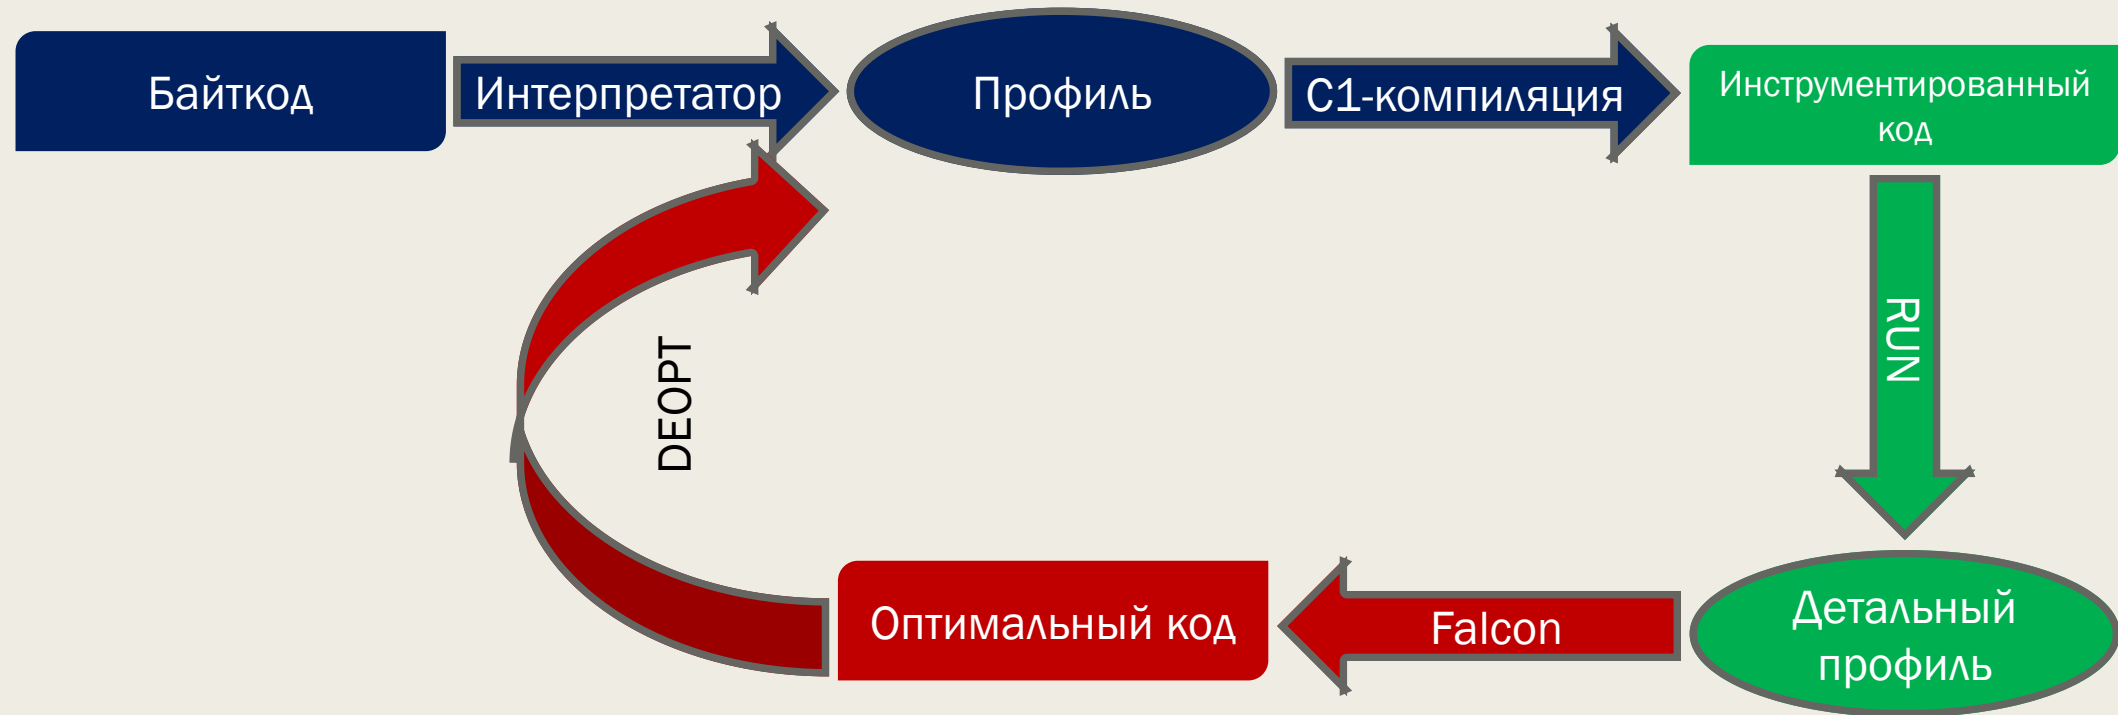 Байткод
Интерпретатор
Профиль
C1-компиляция
Инструментированный
код
RUN
DEOPT
Оптимальный код
Falcon
Детальный
профиль